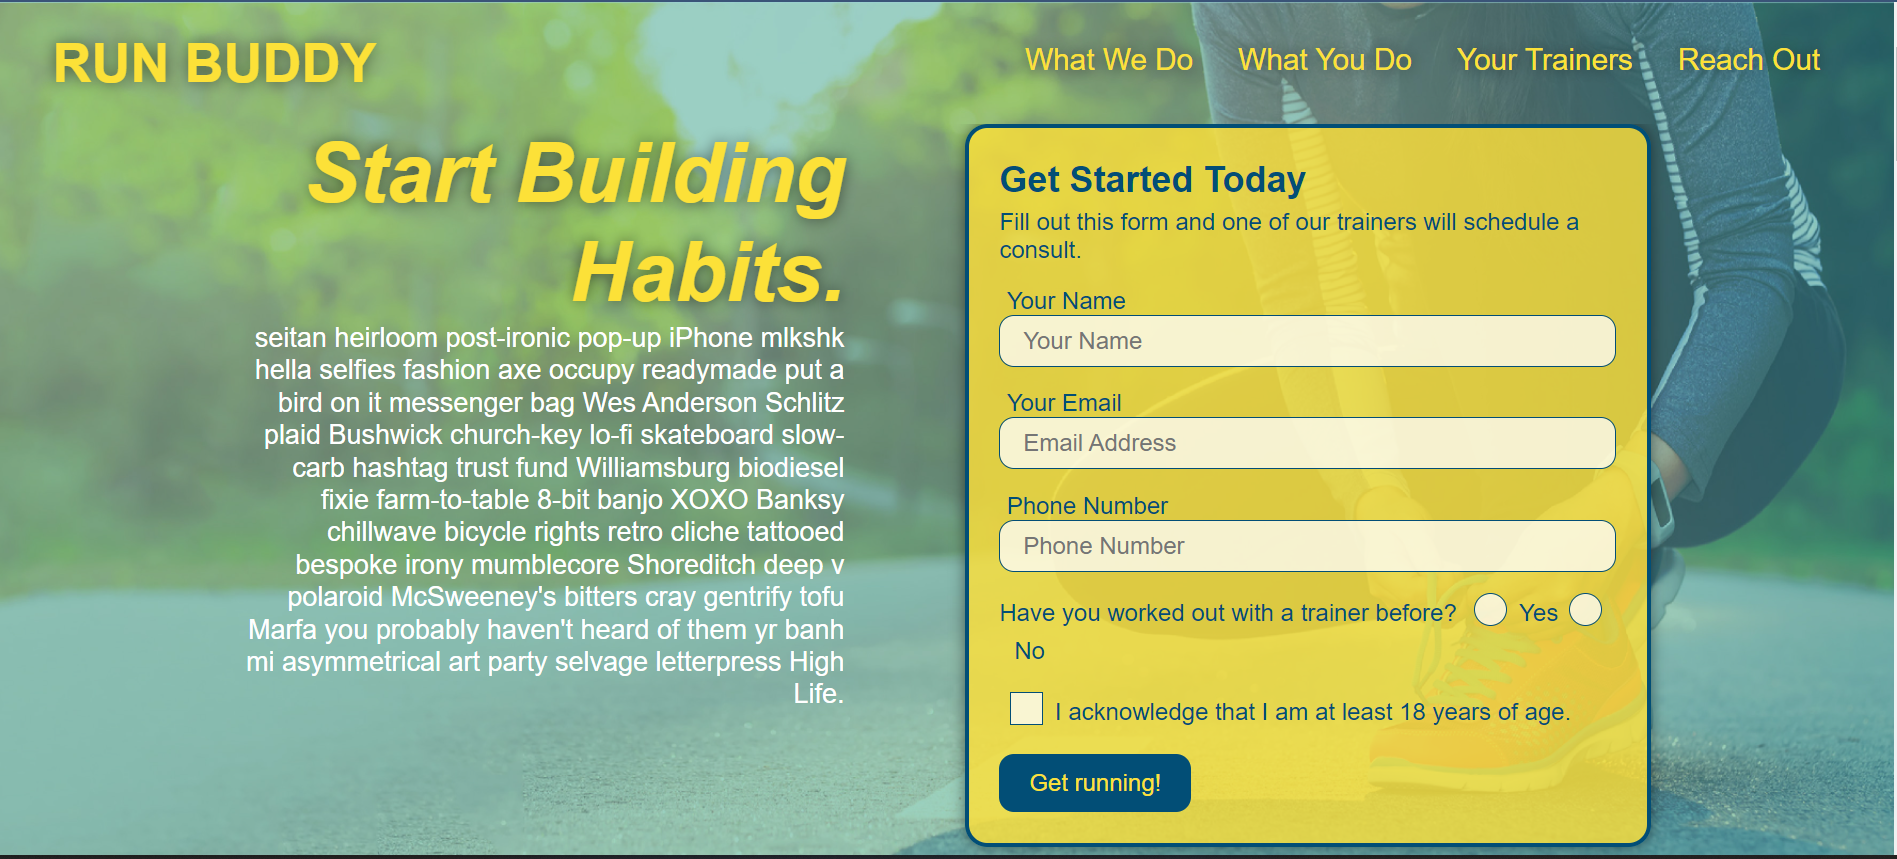 RUN BUDDY
What We Do What You Do Your Trainers Reach Out
Start Building
Habits.
seitan heirloom post-ironic pop-up iPhone mlkshk
hella selfies fashion axe occupy readymade put a
bird on it messenger bag Wes Anderson Schlitz
plaid Bushwick church-key lo-fi skateboard slow-
carb hashtag trust fund Williamsburg biodiesel
fixie farm-to-table 8-bit banjo XOXO Banksy
chillwave bicycle rights retro cliche tattooed
bespoke irony mumblecore Shoreditch deep v
polaroid McSweeney's bitters cray gentrify tofu
Marfa you probably haven't heard of them yr banh
mi asymmetrical art party selvage letterpress High
Life.
Get Started Today
Fill out this form and one of our trainers will schedule a
consult.
Your Name
Your Name
Your Email
Email Address
Phone Number
Phone Number
Have you worked out with a trainer before? Yes
No
I acknowledge that I am at least 18 years of age.
Get running!